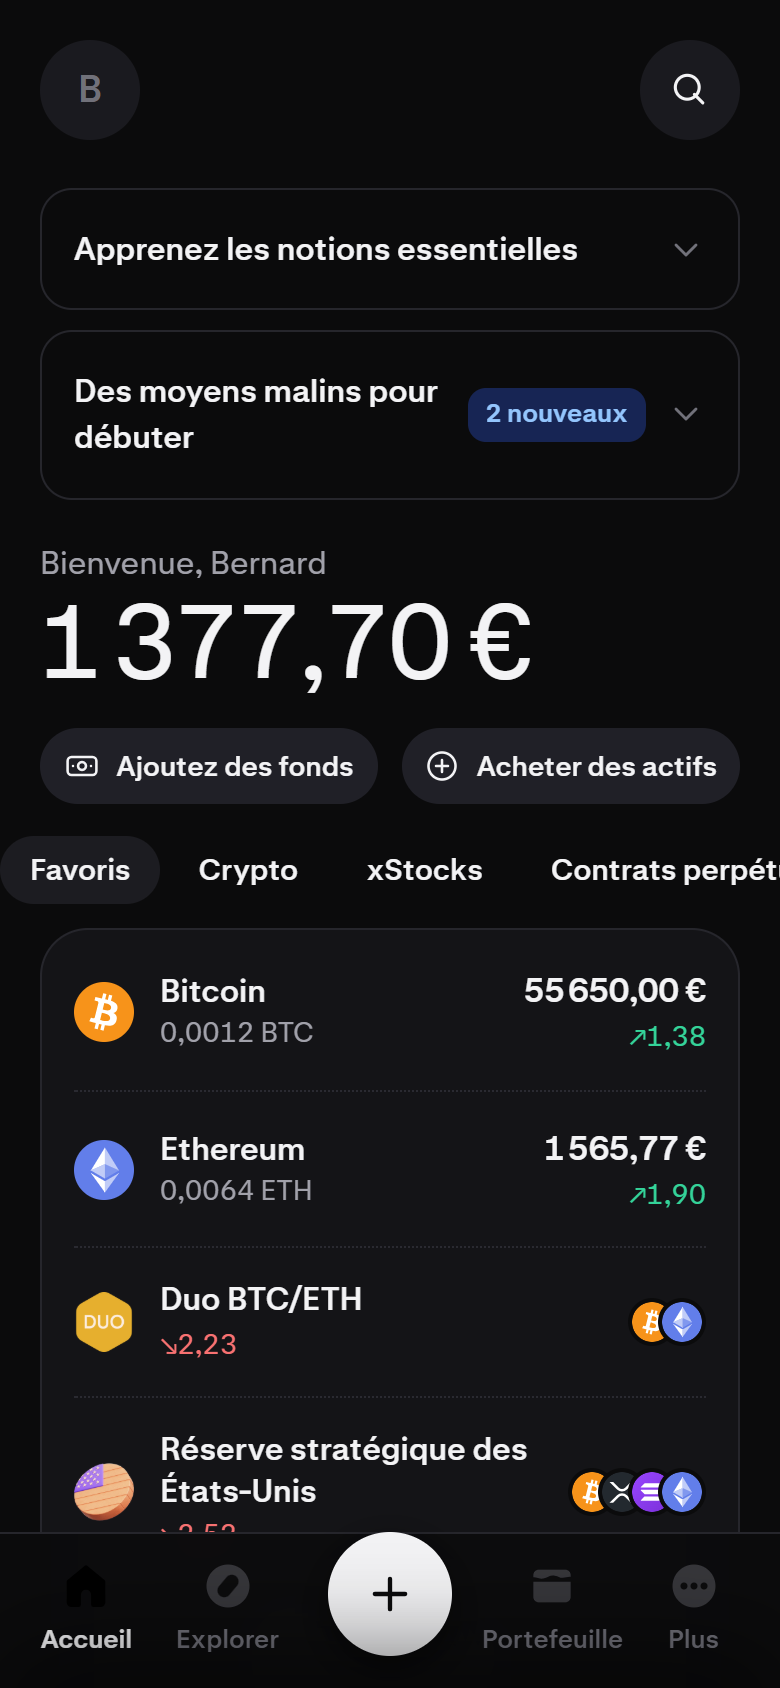 B
Apprenez les notions essentielles
Des moyens malins pour
débuter
2 nouveaux
Bienvenue, Bernard
1 377,70 €
Ajoutez des fonds
Acheter des actifs
Favoris
Crypto
xStocks
Contrats perpétu
Bitcoin
55 650,00 €
0,0012 BTC
↗1,38
Ethereum
1 565,77 €
0,0064 ETH
↗1,90
DUO
Duo BTC/ETH
↘2,23
Réserve stratégique des
États-Unis
Accueil
Explorer
Portefeuille
Plus